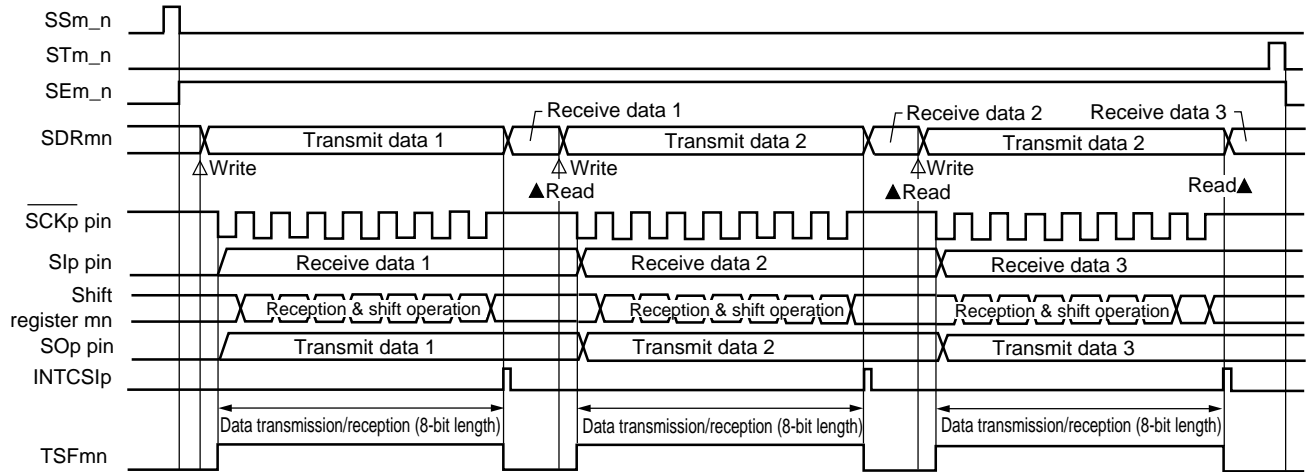 SSm_n
STm_n
SEm_n
Receive data 1
Receive data 2
Receive data 3
SDRmn
Transmit data 1
Transmit data 2
Transmit data 2
Write
Write
Write
Read
Read
Read
SCKp pin
SIp pin
Receive data 1
Receive data 2
Receive data 3
Shift
register mn
Reception & shift operation
Reception & shift operation
Reception & shift operation
SOp pin
Transmit data 1
Transmit data 2
Transmit data 3
INTCSIp
Data transmission/reception (8-bit length)
Data transmission/reception (8-bit length)
Data transmission/reception (8-bit length)
TSFmn